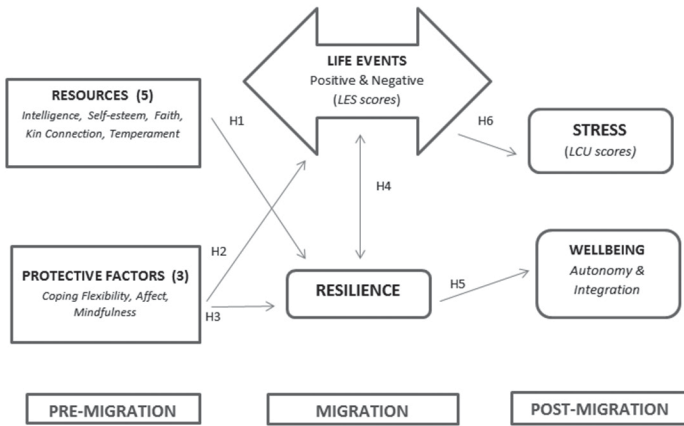 LIFE EVENTS
Positive & Negative
(LES scores)
RESOURCES (5)
Intelligence, Self-esteem, Faith,
Kin Connection, Temperament
H1
H6
STRESS
(LCU scores)
H4
H2
PROTECTIVE FACTORS (3)
Coping Flexibility, Affect,
Mindfulness
H3
RESILIENCE
H5
WELLBEING
Autonomy &
Integration
PRE-MIGRATION
MIGRATION
POST-MIGRATION